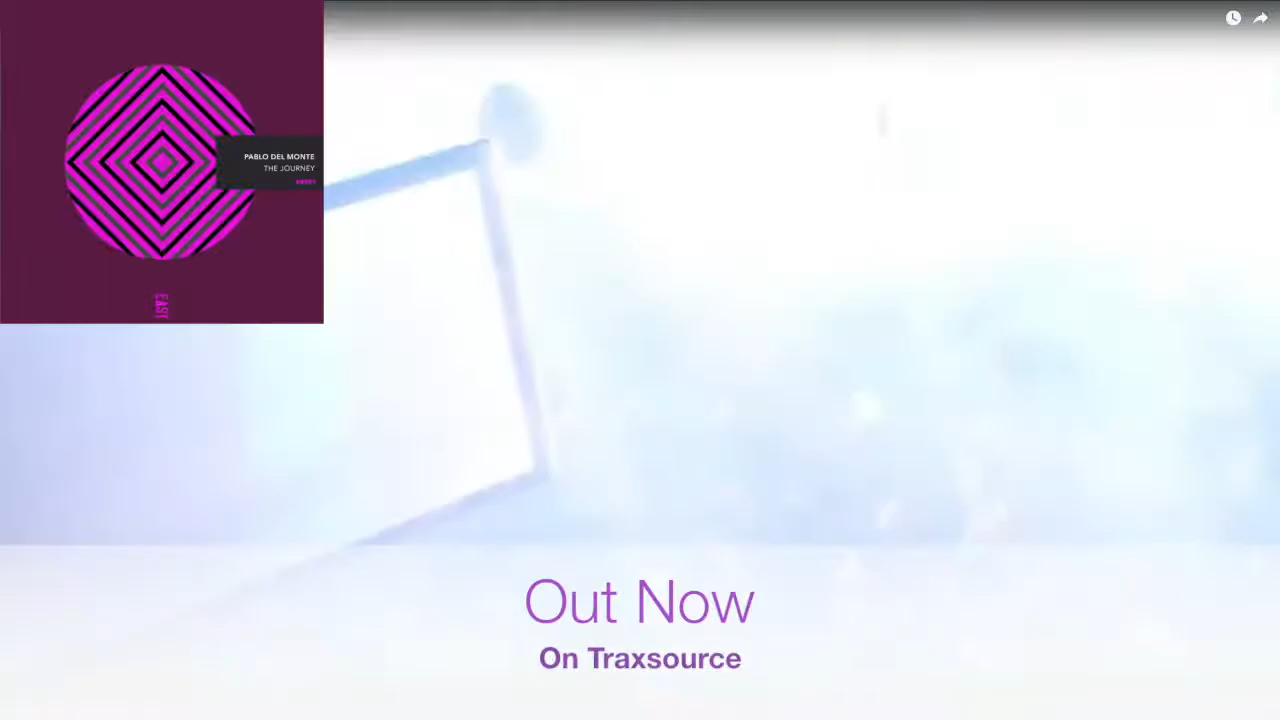 PABLO DEL MONTE
THE JOURNEY
EAST
Out Now
On Traxsource